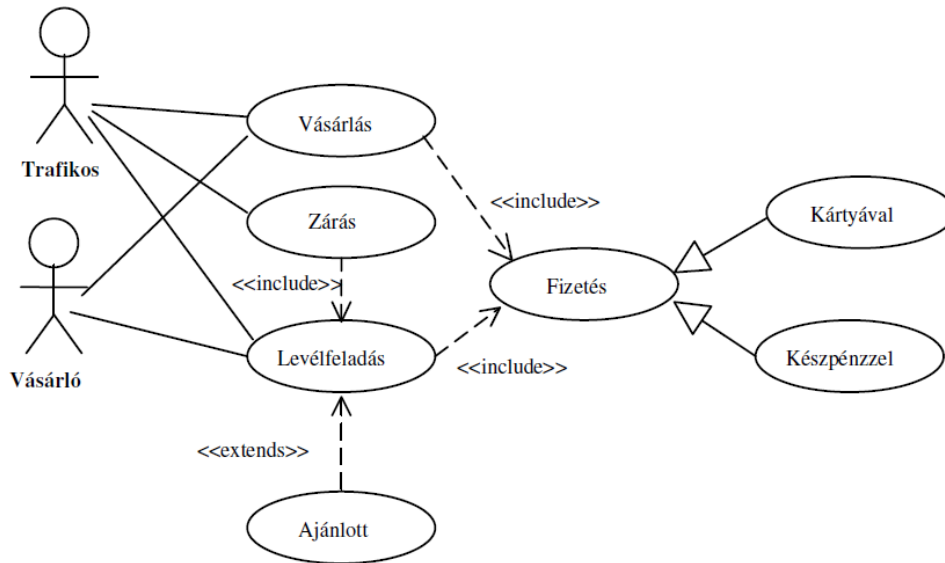 Trafikos
Vásárlás
<<include>>
Kártyával
Zárás
<<include>>
Fizetés
Vásárló
Levélfeladás
<<include>>
Készpénzzel
<<extends>>
Ajánlott